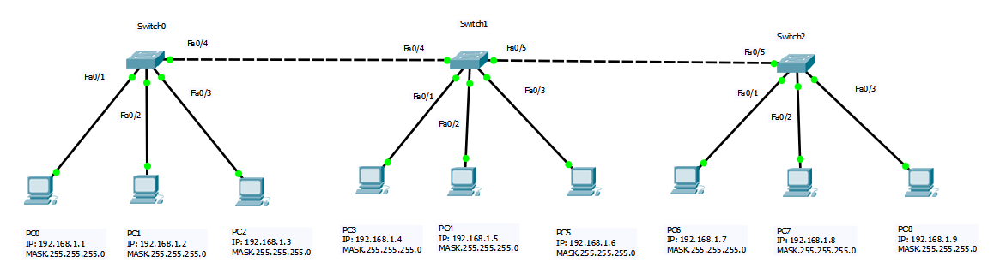 Switch0
Switch1
Switch2
Fa0/4
Fa0/4
Fa0/5
Fa0/5
Fa0/1
Fa0/2
Fa0/3
Fa0/1
Fa0/2
Fa0/3
Fa0/1
Fa0/2
Fa0/3
PC0
IP: 192.168.1.1
MASK.255.255.255.0
PC1
IP: 192.168.1.2
MASK.255.255.255.0
PC2
IP: 192.168.1.3
MASK.255.255.255.0
PC3
IP: 192.168.1.4
MASK.255.255.255.0
PC4
IP: 192.168.1.5
MASK.255.255.255.0
PC5
IP: 192.168.1.6
MASK.255.255.255.0
PC6
IP: 192.168.1.7
MASK.255.255.255.0
PC7
IP: 192.168.1.8
MASK.255.255.255.0
PC8
IP: 192.168.1.9
MASK.255.255.255.0